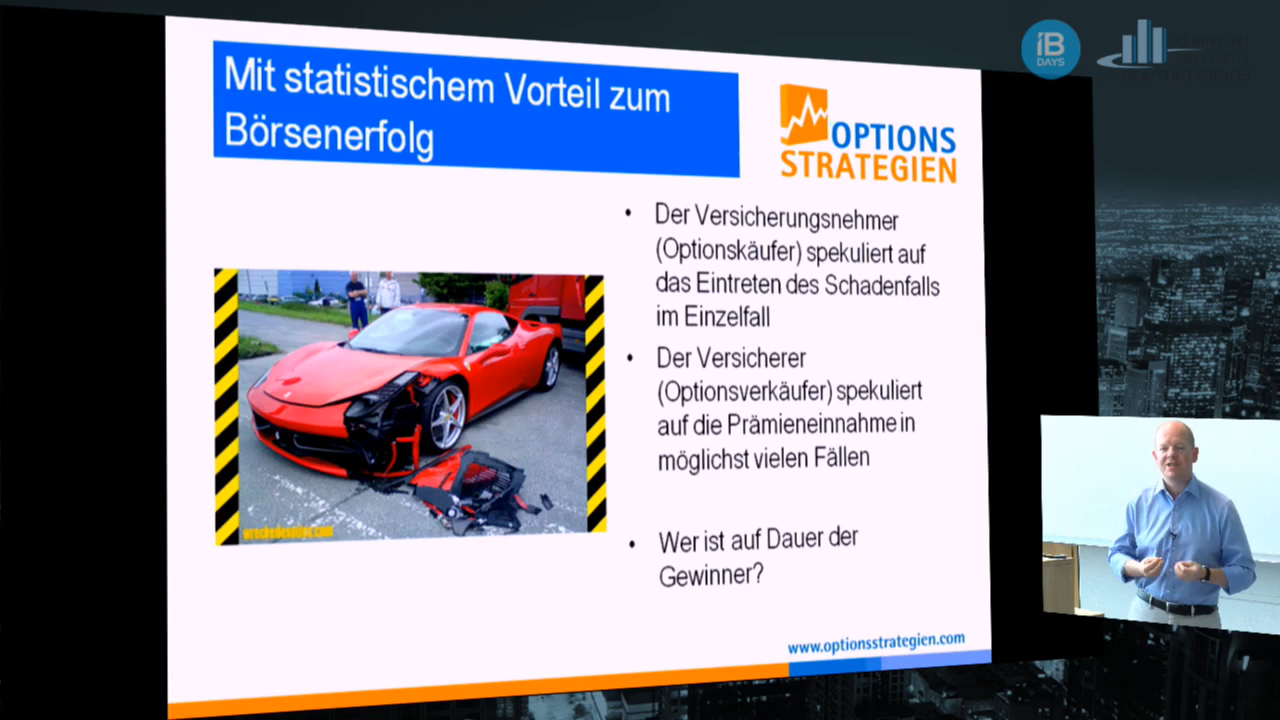 iB
DAYS
Mit statistischem Vorteil zum
Börsenerfolg
OPTIONS
STRATEGIEN
• Der Versicherungsnehmer
(Optionskäufer) spekuliert auf
das Eintreten des Schadenfalls
im Einzelfall
• Der Versicherer
(Optionsverkäufer) spekuliert
auf die Prämieneinnahme in
möglichst vielen Fällen
• Wer ist auf Dauer der
Gewinner?
www.optionsstrategien.com